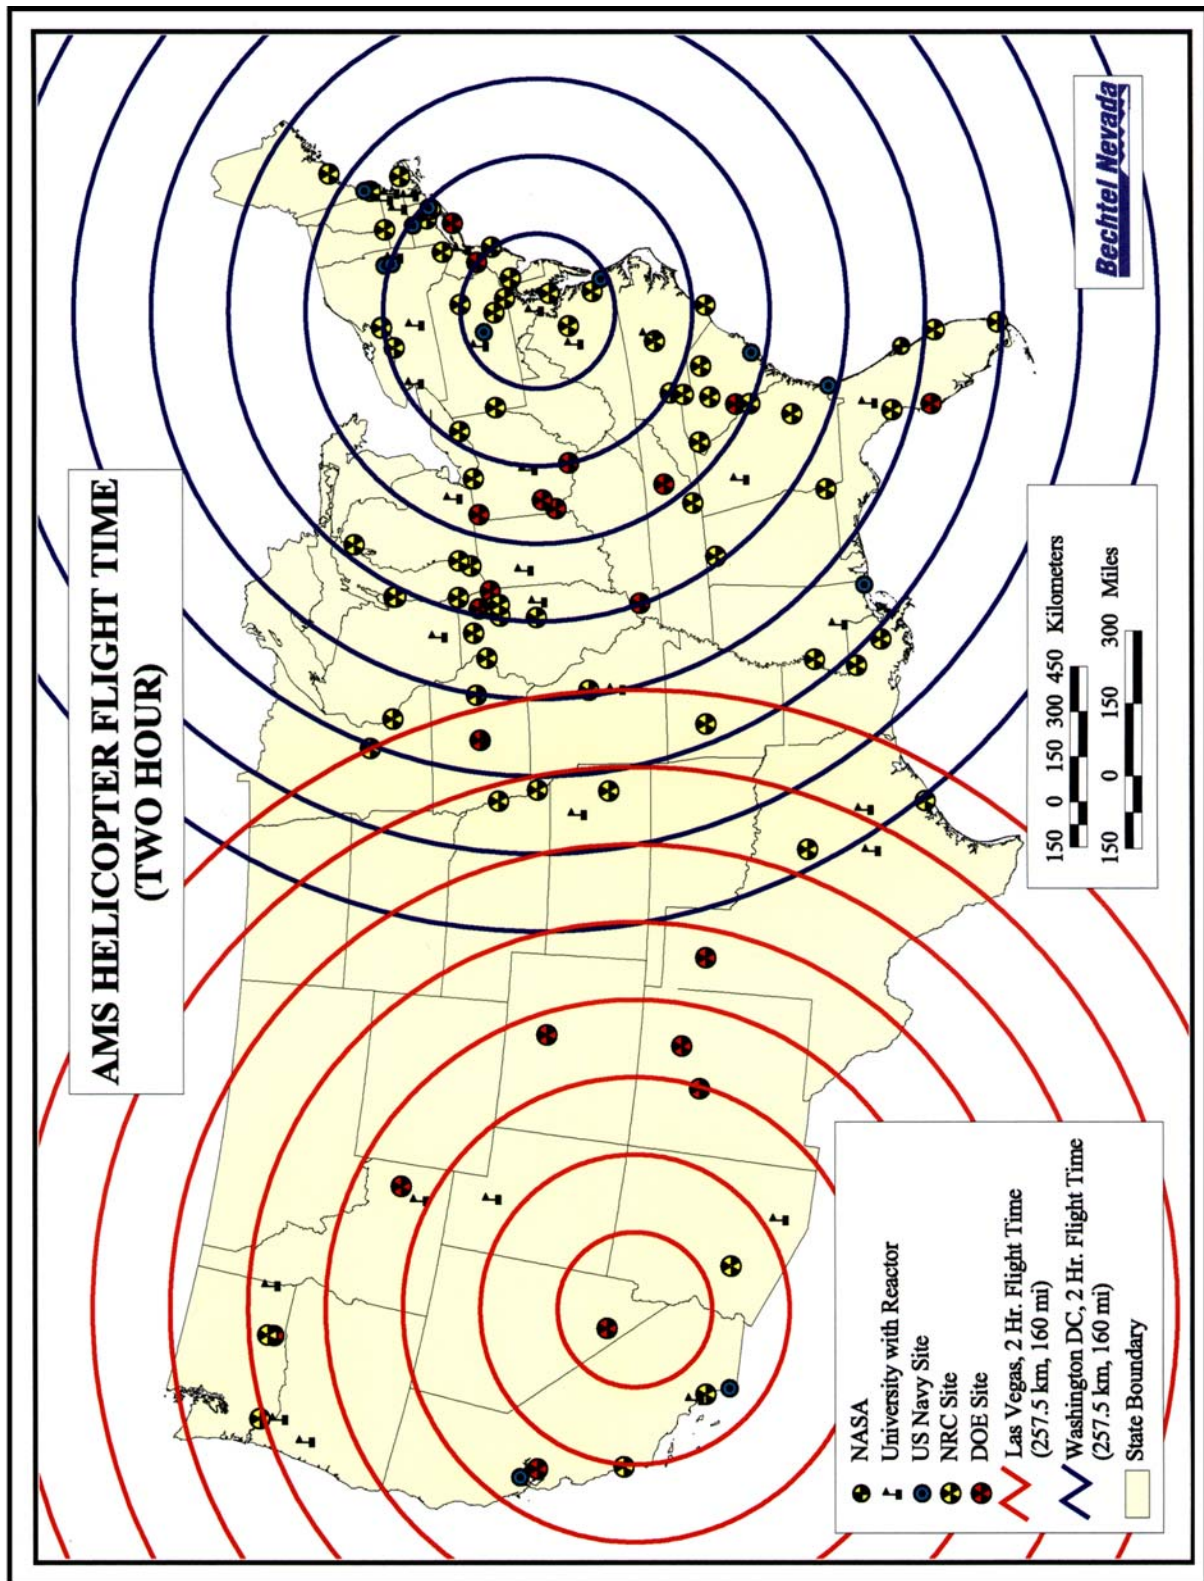 AMS HELICOPTER FLIGHT TIME
(TWO HOUR)
NASA
University with Reactor
US Navy Site
NRC Site
DOE Site
Las Vegas, 2 Hr. Flight Time
(257.5 km, 160 mi)
Washington DC, 2 Hr. Flight Time
(257.5 km, 160 mi)
State Boundary
150 0 150 300 450 Kilometers
150 0 150 300 Miles
Bechtel Nevada